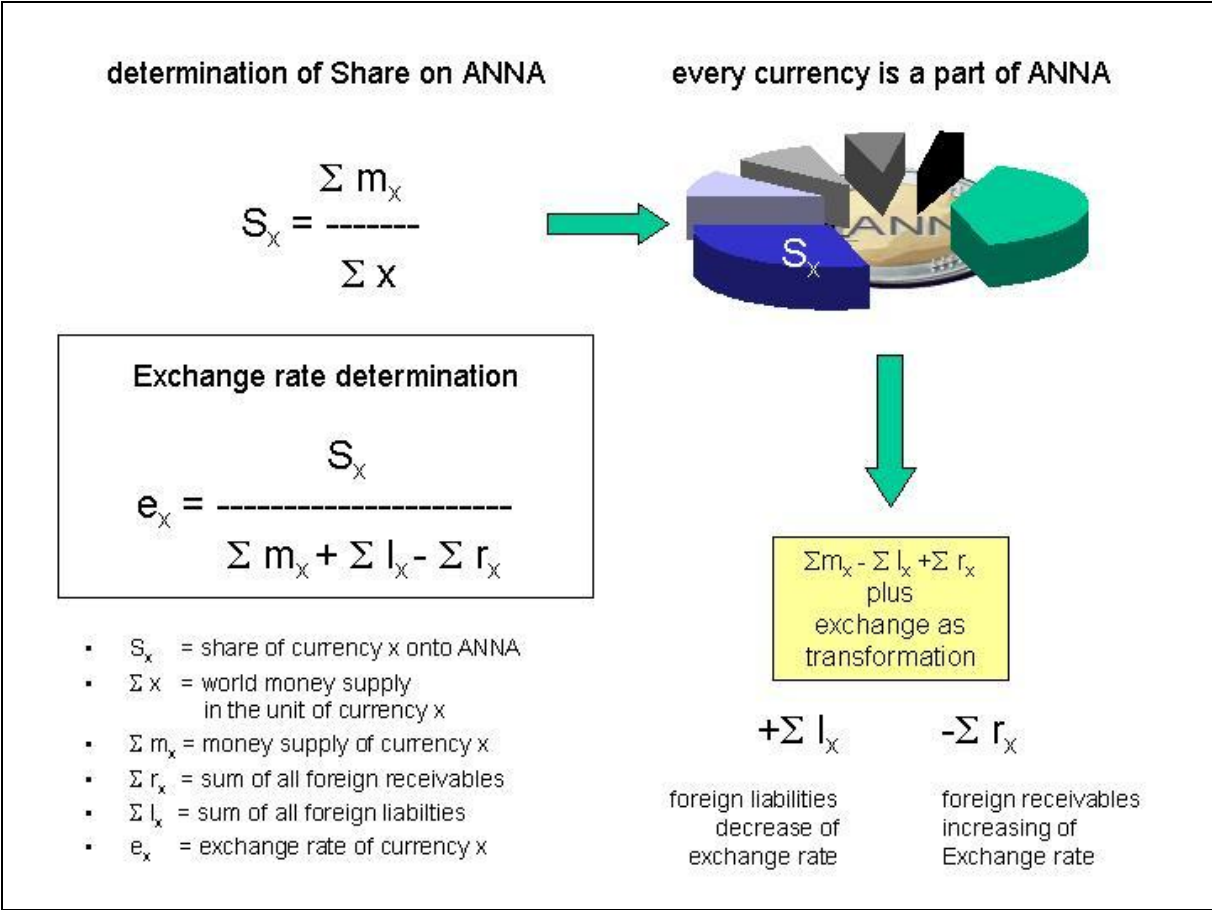 determination of Share on ANNA
every currency is a part of ANNA
Σ mx
Sx = -------
Σ x
ANN
Sx
Exchange rate determination
Sx
ex = ----------------------
Σ mx + Σ lx - Σ rx
▪ Sx = share of currency x onto ANNA
▪ Σ x = world money supply
in the unit of currency x
▪ Σ mx = money supply of currency x
▪ Σ rx = sum of all foreign receivables
▪ Σ lx = sum of all foreign liabilties
▪ ex = exchange rate of currency x
Σmx - Σ lx +Σ rx
plus
exchange as
transformation
+Σ lx
-Σ rx
foreign liabilities
decrease of
exchange rate
foreign receivables
increasing of
Exchange rate